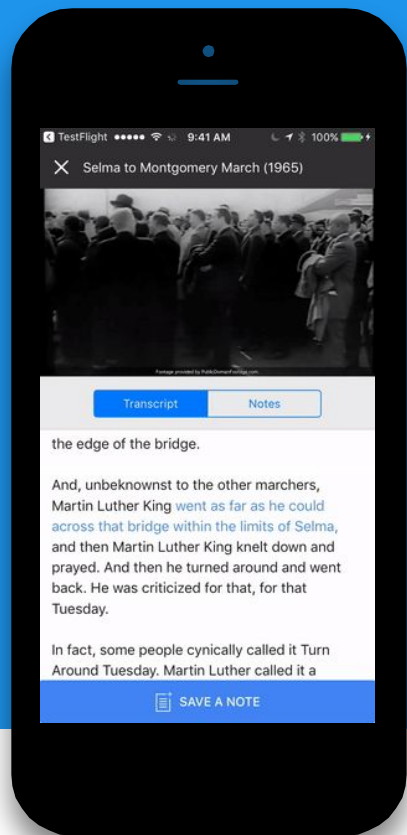 TestFlight 9:41 AM 100%
Selma to Montgomery March (1965)
Footage provided by PublicDomainFootage.com
Transcript Notes
the edge of the bridge.
And, unbeknownst to the other marchers,
Martin Luther King went as far as he could
across that bridge within the limits of Selma,
and then Martin Luther King knelt down and
prayed. And then he turned around and went
back. He was criticized for that, for that
Tuesday.
In fact, some people cynically called it Turn
Around Tuesday. Martin Luther called it a
SAVE A NOTE